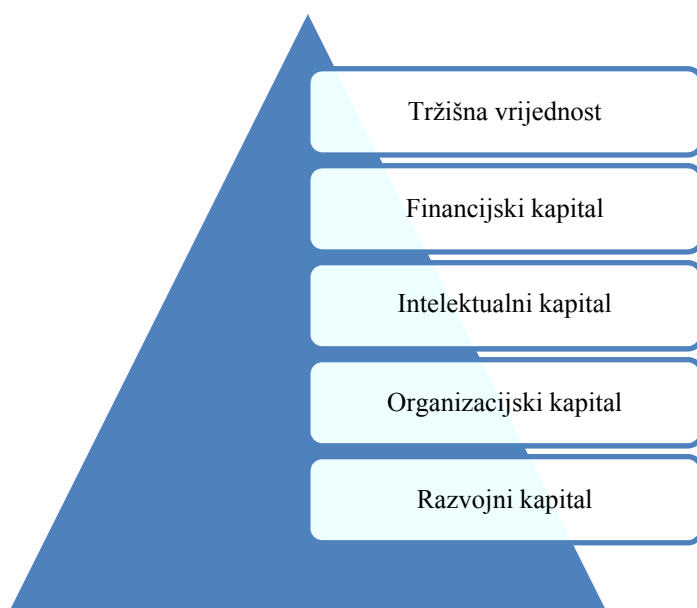 Tržišna vrijednost
Financijski kapital
Intelektualni kapital
Organizacijski kapital
Razvojni kapital